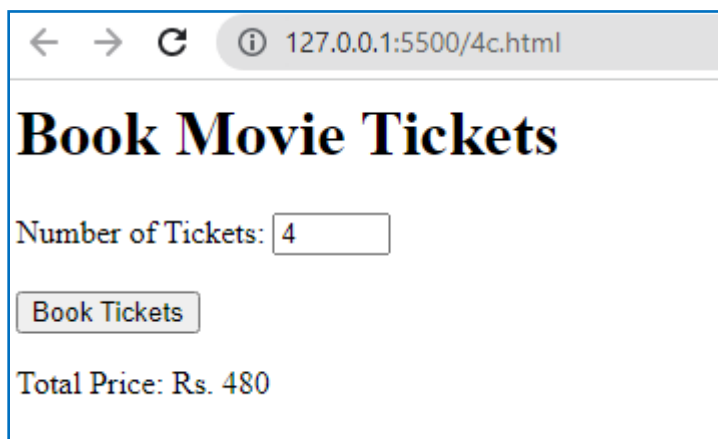 127.0.0.1:5500/4c.html
Book Movie Tickets
Number of Tickets: 4
Book Tickets
Total Price: Rs. 480